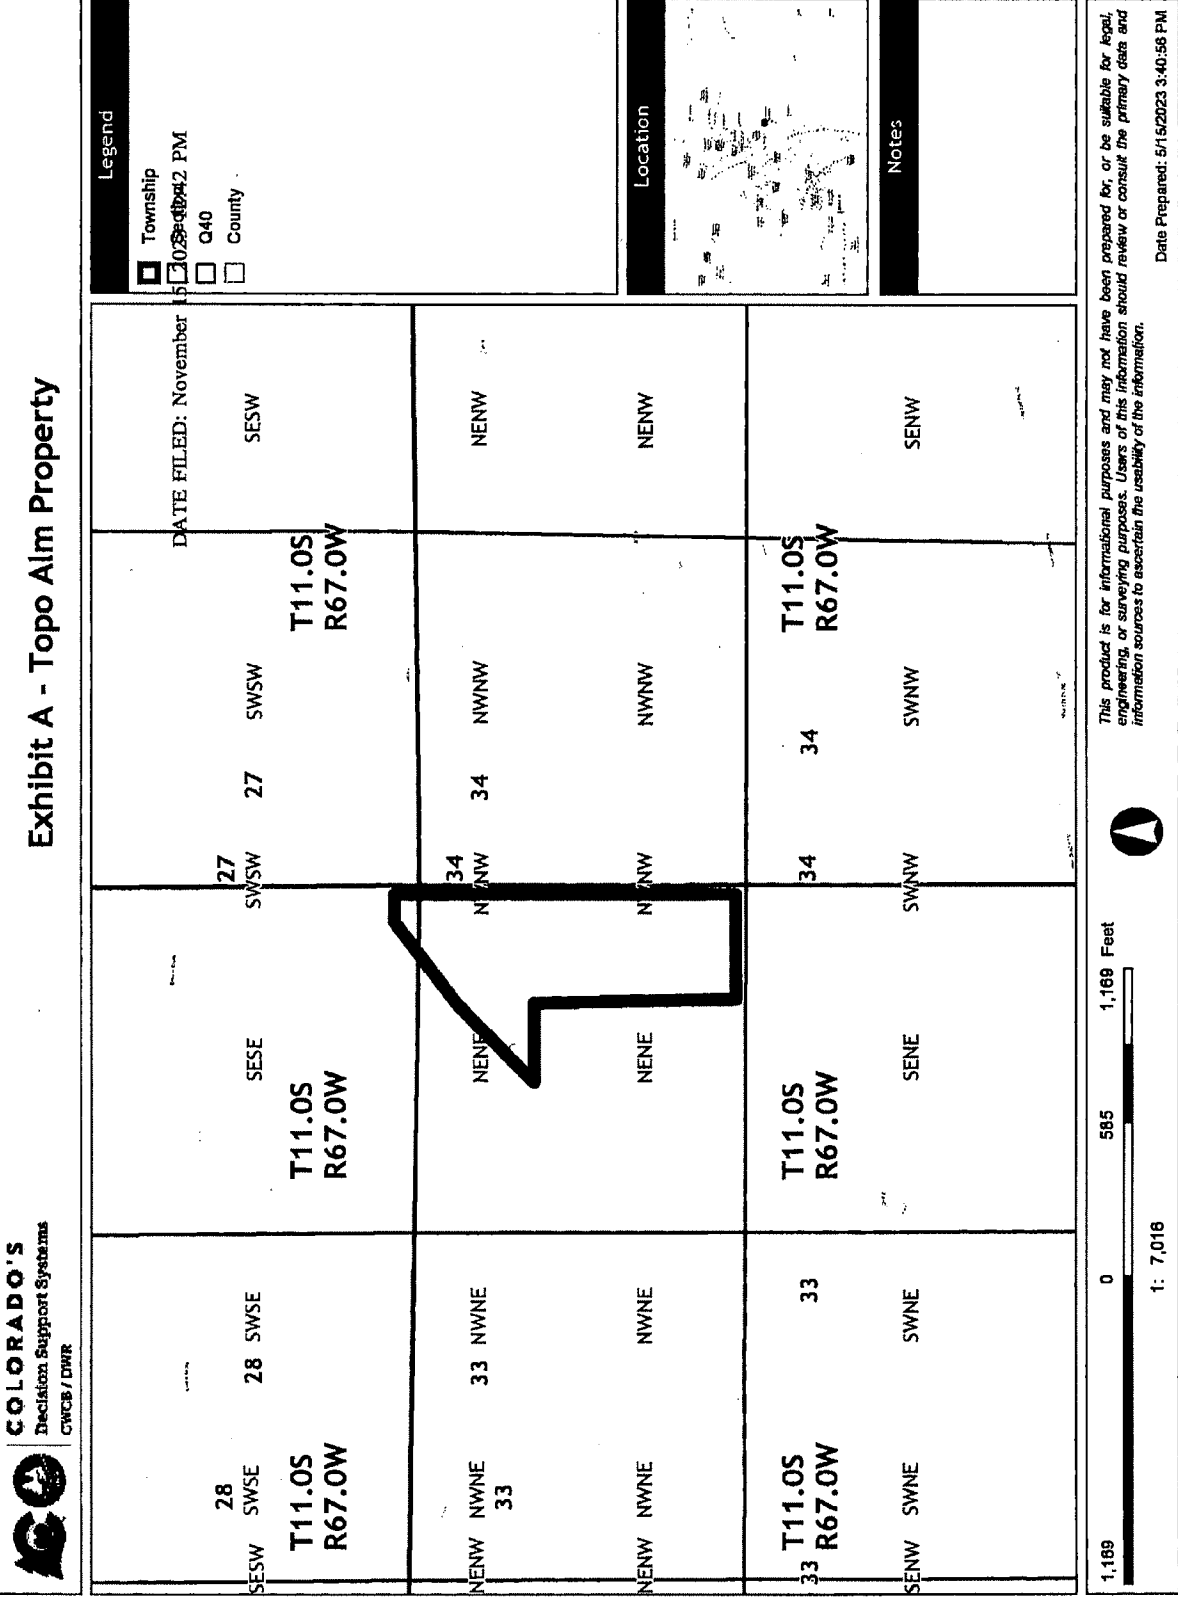 COLORADO'S
Decision Support Systems
CWCB / DWR
Exhibit A - Topo Alm Property
DATE FILED: November 15, 2023 12:42 PM
28
27
SESW SWSE 28 SWSE SESE SWSW 27 SWSW SESW
T11.0S T11.0S T11.0S
R67.0W R67.0W R67.0W
34
NENW NWNE 33 NWNE NENE NWNW 34 NWNW NENW
33
NENW NWNE NWNE NENE NWNW NWNW NENW
T11.0S T11.0S T11.0S
33 33 34 34
R67.0W R67.0W R67.0W
SENW SWNE SWNE SENE SWNW SWNW SENW
Legend
Township
Section
Q40
County
Location
Notes
1,169 0 585 1,169 Feet
1: 7,016
This product is for informational purposes and may not have been prepared for, or be suitable for legal,
engineering, or surveying purposes. Users of this information should review or consult the primary data and
information sources to ascertain the usability of the information.
Date Prepared: 5/15/2023 3:40:56 PM